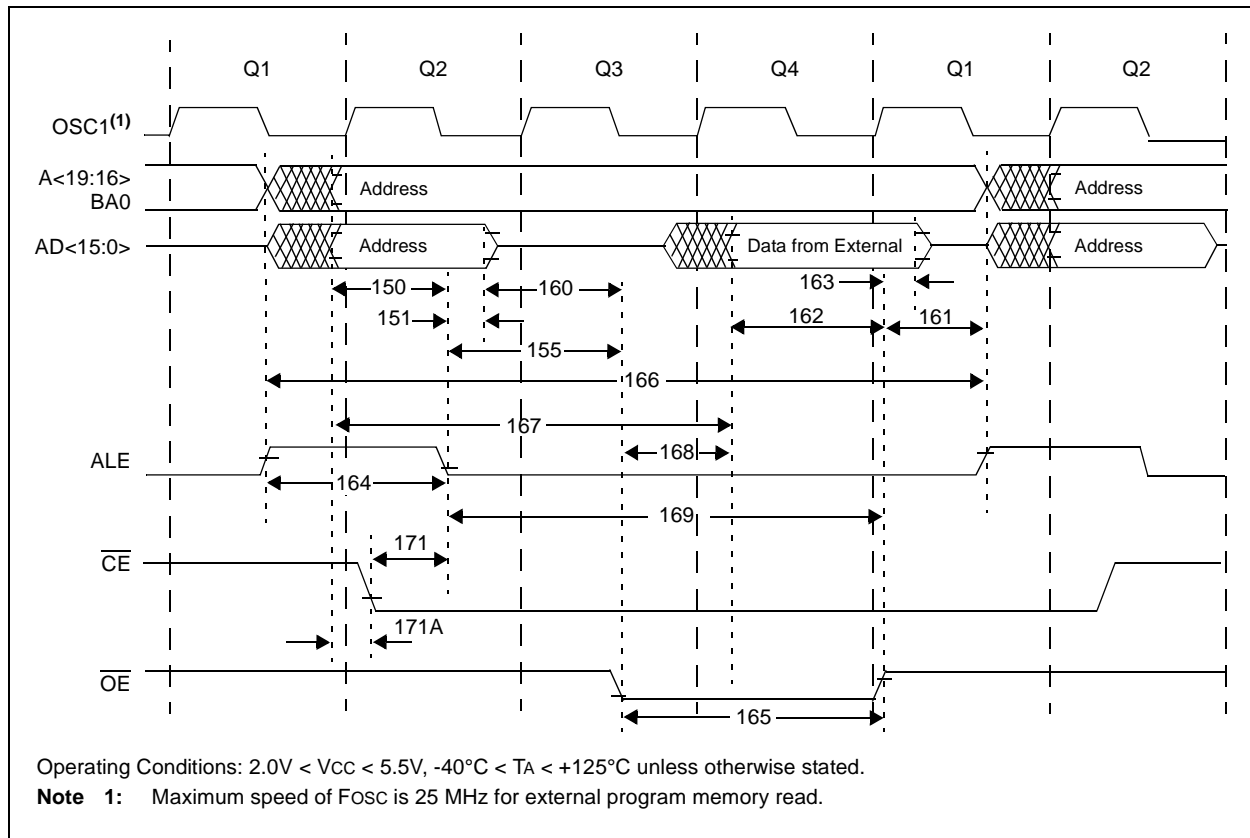 Q1 Q2 Q3 Q4 Q1 Q2
OSC1(1)
A<19:16>
BA0
Address Address
AD<15:0>
Address Data from External Address
150 160 163
151 162 161
155
166
167
168
ALE
164
169
171
CE
171A
OE
165
Operating Conditions: 2.0V < VCC < 5.5V, -40°C < TA < +125°C unless otherwise stated.
Note 1: Maximum speed of FOSC is 25 MHz for external program memory read.